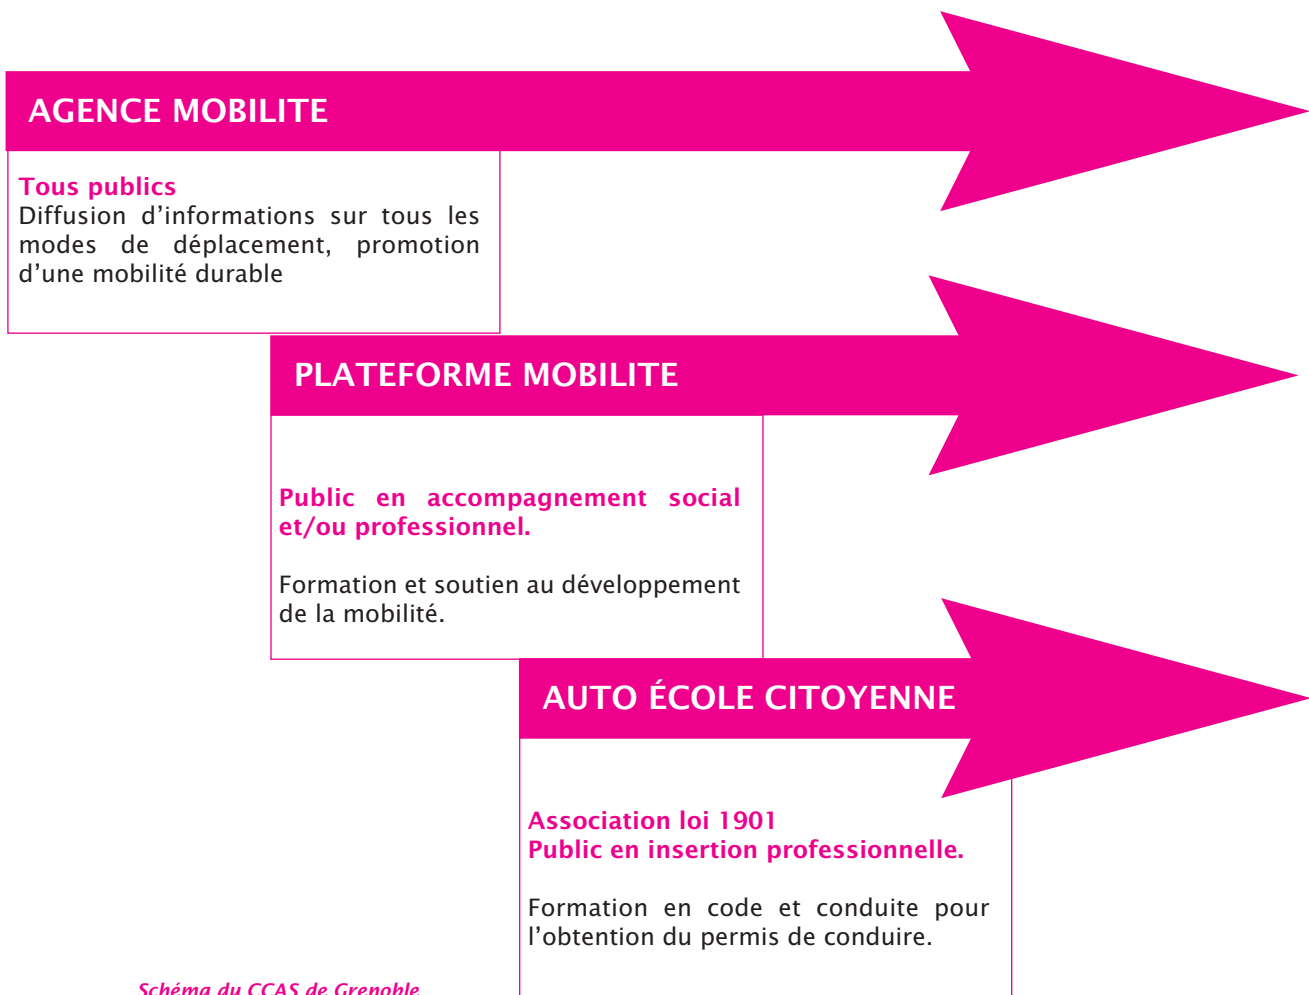 AGENCE MOBILITE
Tous publics
Diffusion d’informations sur tous les
modes de déplacement, promotion
d’une mobilité durable
PLATEFORME MOBILITE
Public en accompagnement social
et/ou professionnel.
Formation et soutien au développement
de la mobilité.
AUTO ÉCOLE CITOYENNE
Association loi 1901
Public en insertion professionnelle.
Formation en code et conduite pour
l’obtention du permis de conduire.
Schéma du CCAS de Grenoble